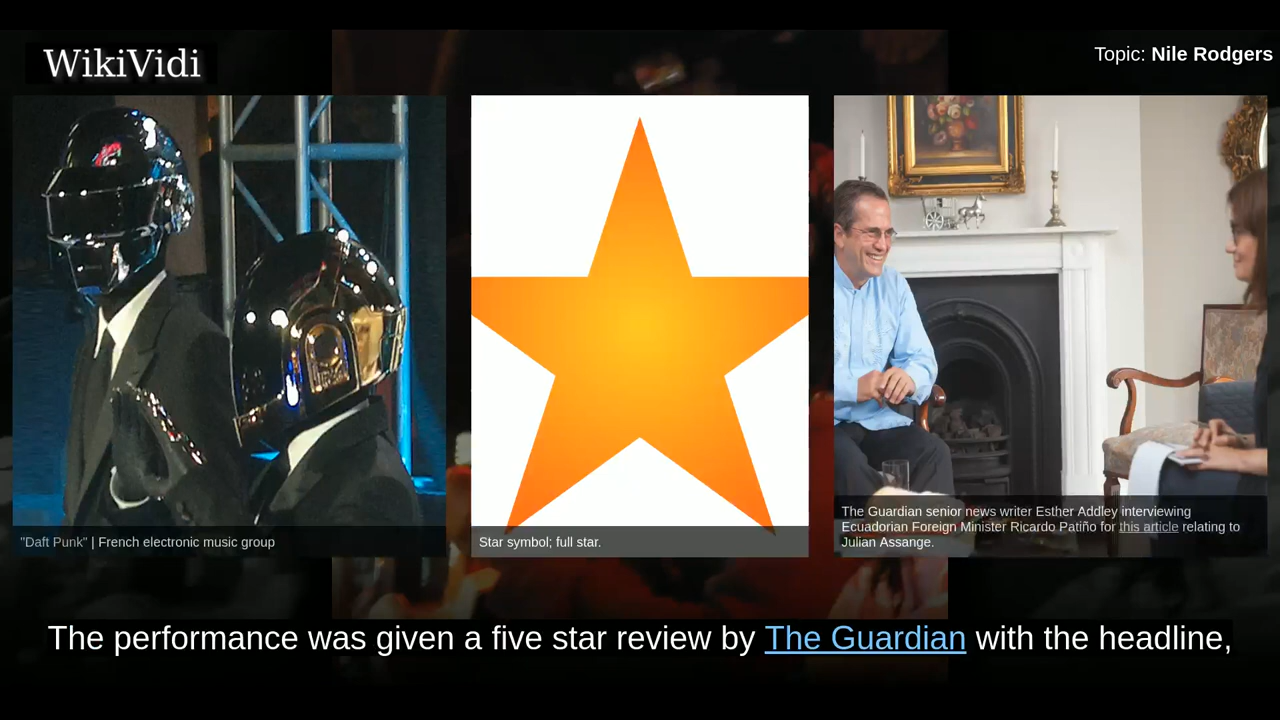 WikiVidi
Topic: Nile Rodgers
"Daft Punk" | French electronic music group
Star symbol; full star.
The Guardian senior news writer Esther Addley interviewing
Ecuadorian Foreign Minister Ricardo Patiño for this article relating to
Julian Assange.
The performance was given a five star review by The Guardian with the headline,